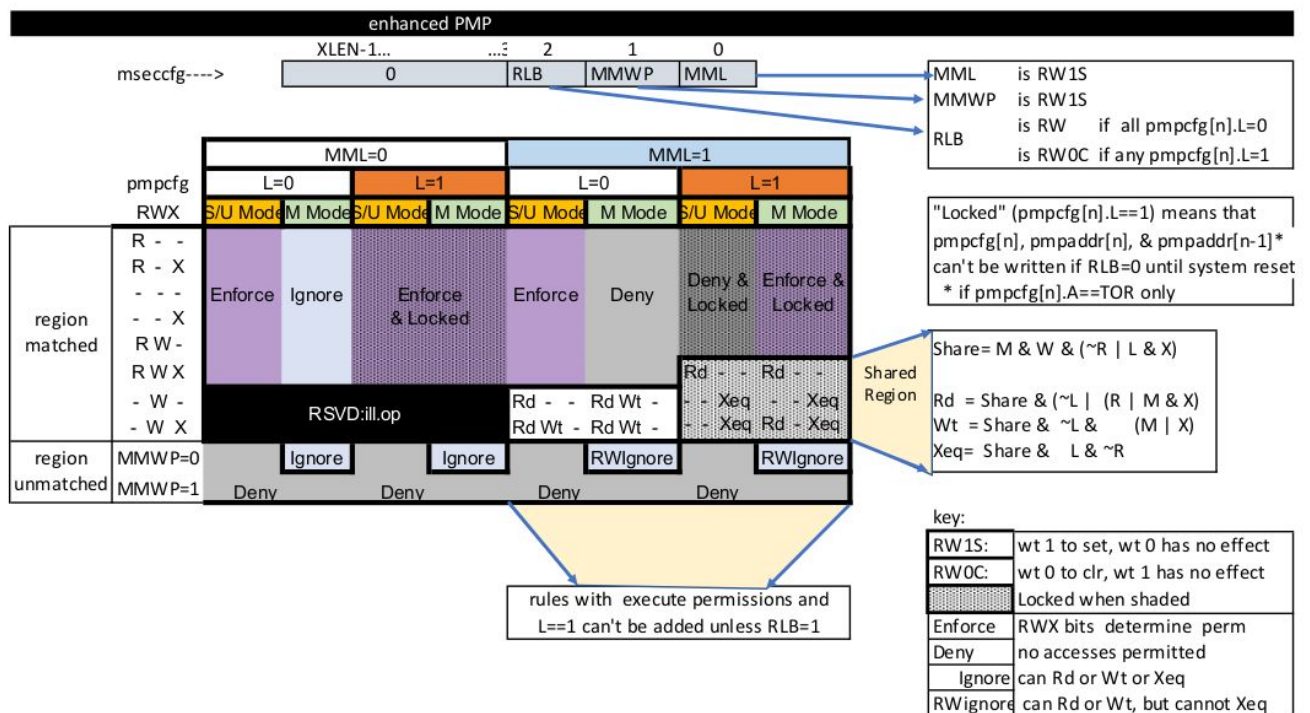 enhanced PMP
XLEN-1... ...3 2 1 0
mseccfg----> 0 RLB MMWP MML
MML is RW1S
MMWP is RW1S
RLB is RW if all pmpcfg[n].L=0
is RW0C if any pmpcfg[n].L=1
MML=0 MML=1
pmpcfg L=0 L=1 L=0 L=1
RWX S/U Mode M Mode S/U Mode M Mode S/U Mode M Mode S/U Mode M Mode
"Locked" (pmpcfg[n].L==1) means that
pmpcfg[n], pmpaddr[n], & pmpaddr[n-1]*
can't be written if RLB=0 until system reset
* if pmpcfg[n].A==TOR only
region
matched
R - -
R - X
- - -
- - X
R W -
R W X
- W -
- W X
Enforce
Ignore
Enforce
& Locked
Enforce
Deny
Deny &
Locked
Enforce &
Locked
RSVD:ill.op
Rd - - Rd Wt -
Rd Wt - Rd Wt -
Rd - - Rd - -
- - Xeq - - Xeq
- - Xeq Rd - Xeq
Shared
Region
Share= M & W & (~R | L & X)
Rd = Share & (~L | (R | M & X)
Wt = Share & ~L & (M | X)
Xeq= Share & L & ~R
region
unmatched
MMWP=0 Ignore Ignore RWIgnore RWIgnore
MMWP=1 Deny Deny Deny Deny
rules with execute permissions and
L==1 can't be added unless RLB=1
key:
RW1S: wt 1 to set, wt 0 has no effect
RW0C: wt 0 to clr, wt 1 has no effect
Locked when shaded
Enforce RWX bits determine perm
Deny no accesses permitted
Ignore can Rd or Wt or Xeq
RWignore can Rd or Wt, but cannot Xeq